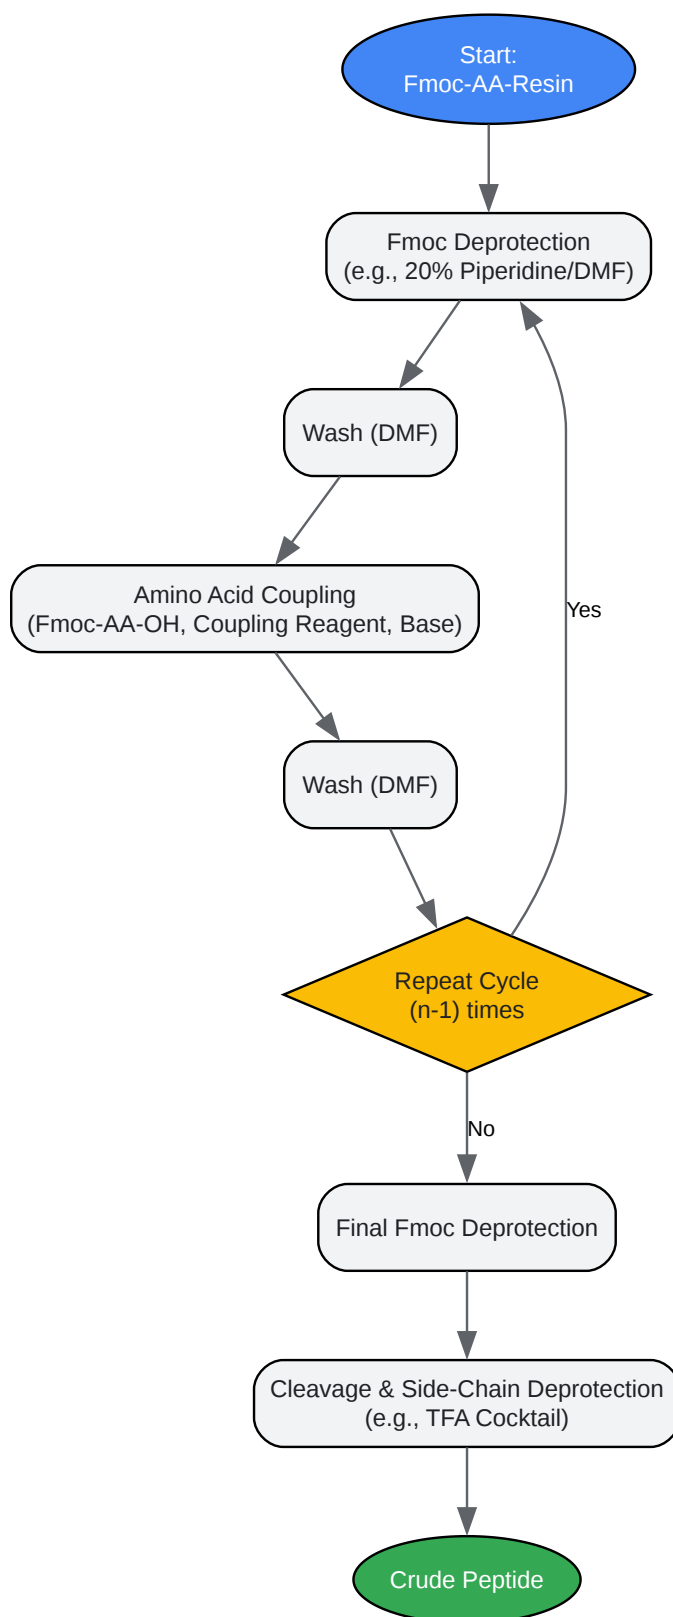 Start:
Fmoc-AA-Resin
Fmoc Deprotection
(e.g., 20% Piperidine/DMF)
Wash (DMF)
Amino Acid Coupling
(Fmoc-AA-OH, Coupling Reagent, Base)
Yes
Wash (DMF)
Repeat Cycle
(n-1) times
No
Final Fmoc Deprotection
Cleavage & Side-Chain Deprotection
(e.g., TFA Cocktail)
Crude Peptide